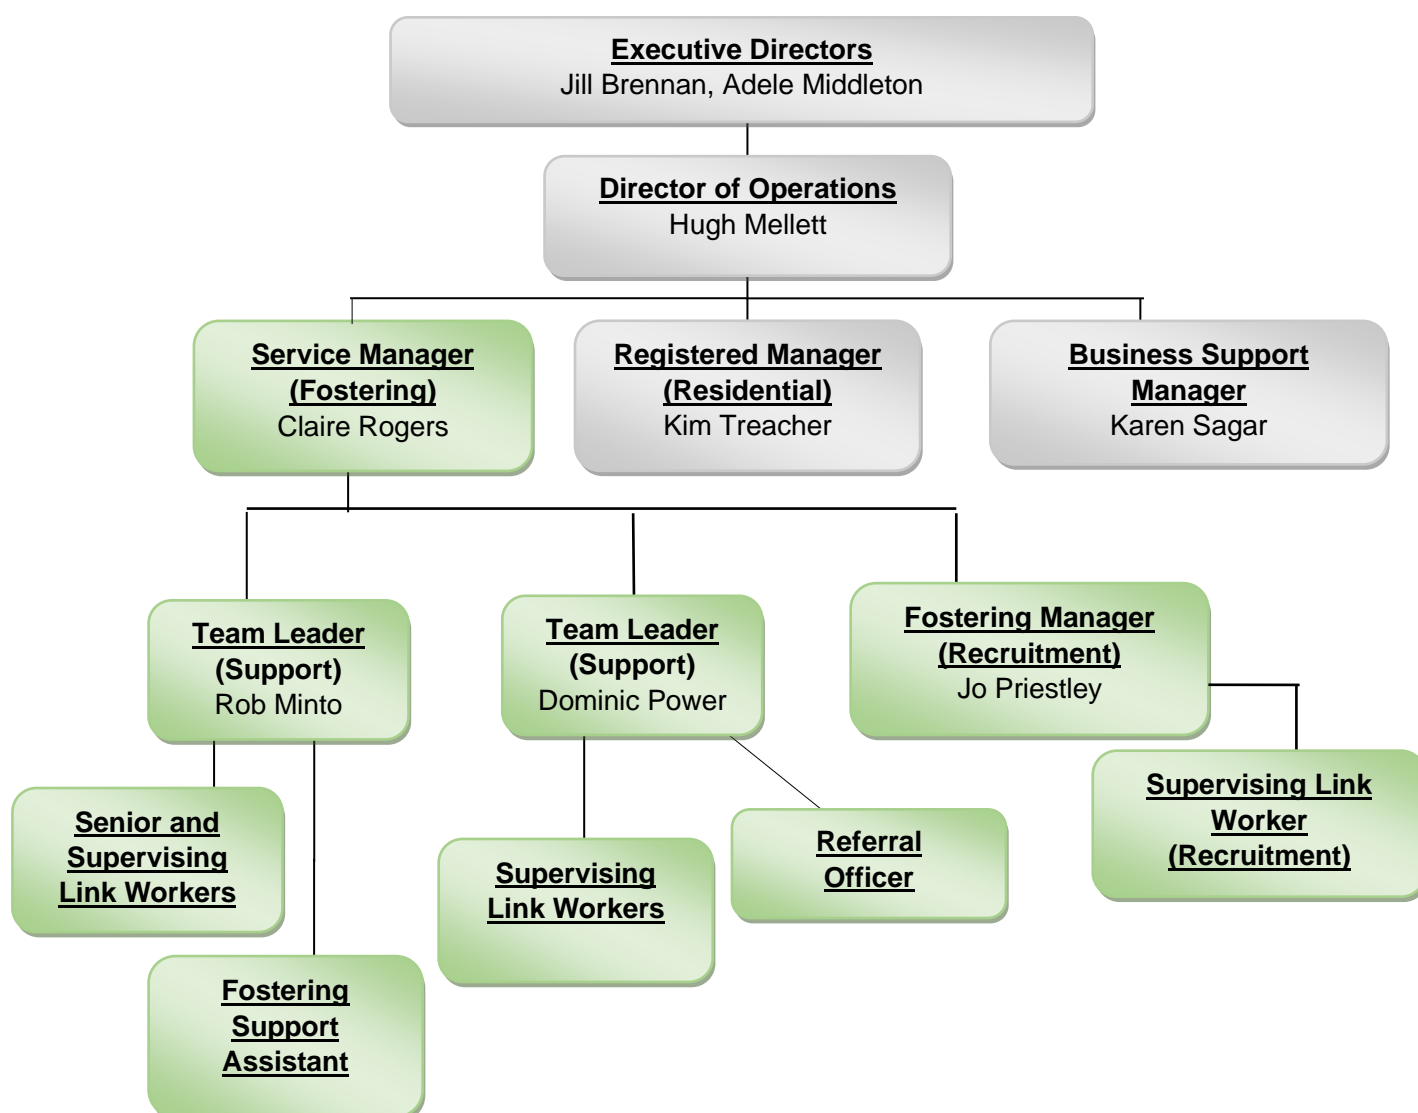 Executive Directors
Jill Brennan, Adele Middleton
Director of Operations
Hugh Mellett
Service Manager
(Fostering)
Claire Rogers
Registered Manager
(Residential)
Kim Treacher
Business Support
Manager
Karen Sagar
Team Leader
(Support)
Rob Minto
Team Leader
(Support)
Dominic Power
Fostering Manager
(Recruitment)
Jo Priestley
Senior and
Supervising
Link Workers
Supervising
Link Workers
Referral
Officer
Supervising Link
Worker
(Recruitment)
Fostering
Support
Assistant